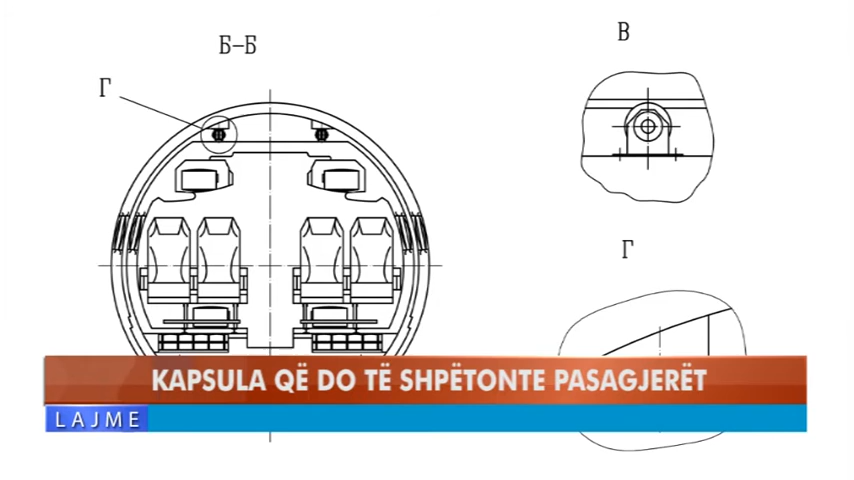 Б–Б
В
Г
Г
KAPSULA QË DO TË SHPËTONTE PASAGJERËT
LAJME